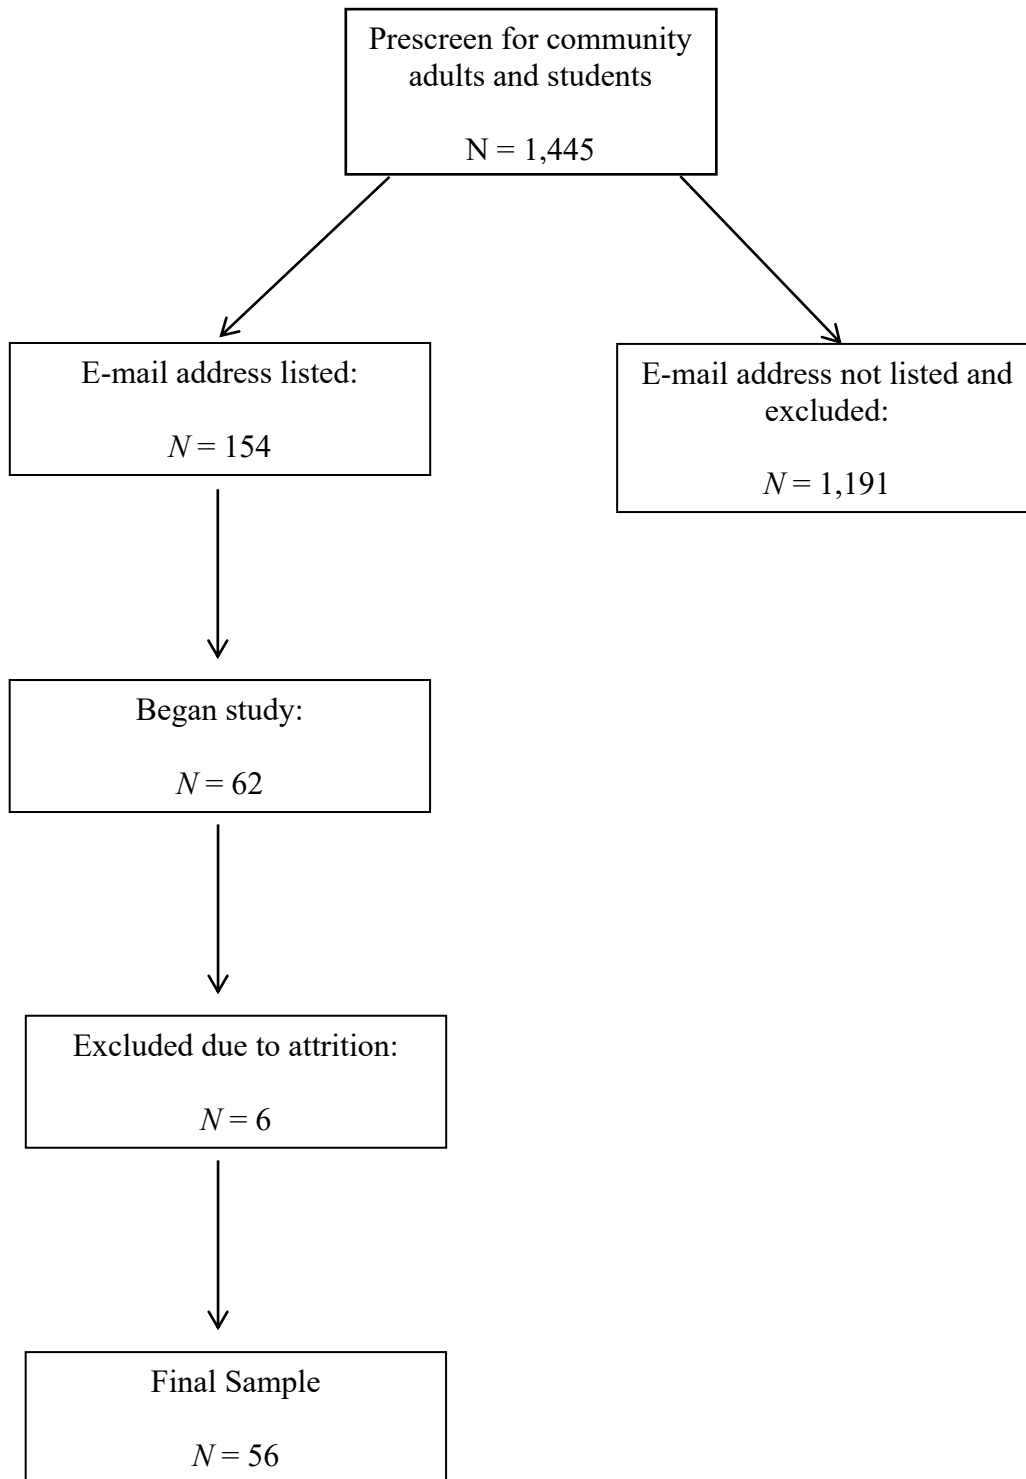 Prescreen for community
adults and students
N = 1,445
E-mail address listed:
N = 154
E-mail address not listed and
excluded:
N = 1,191
Began study:
N = 62
Excluded due to attrition:
N = 6
Final Sample
N = 56